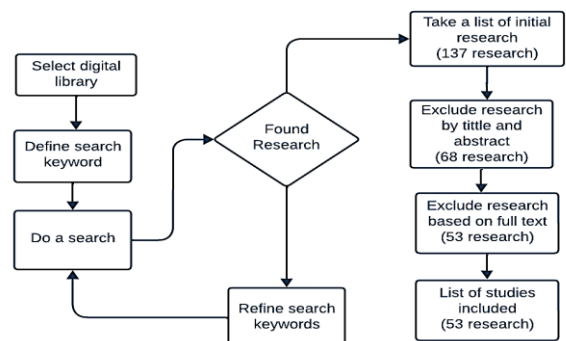 Select digital
library
Define search
keyword
Do a search
Found
Research
Refine search
keywords
Take a list of initial
research
(137 research)
Exclude research
by tittle and
abstract
(68 research)
Exclude research
based on full text
(53 research)
List of studies
included
(53 research)